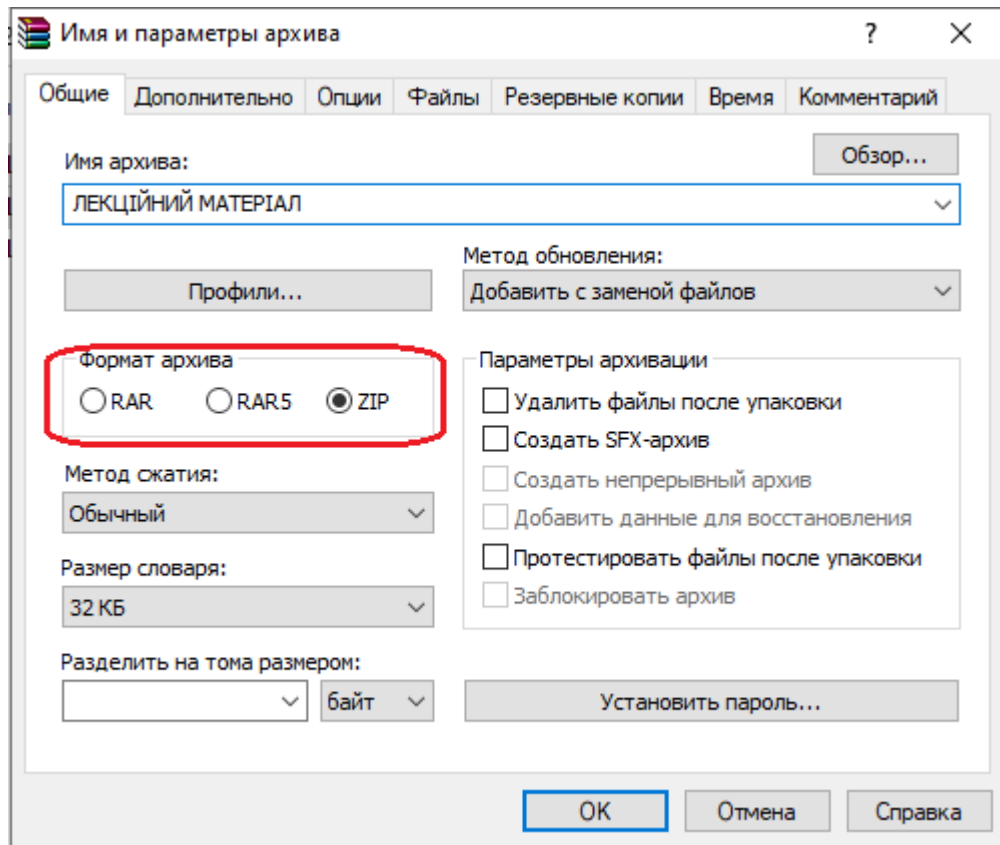 Имя и параметры архива
Общие Дополнительно Опции Файлы Резервные копии Время Комментарий
Имя архива:
Обзор...
ЛЕКЦІЙНИЙ МАТЕРІАЛ
Профили...
Метод обновления:
Добавить с заменой файлов
Формат архива
RAR RAR5 ZIP
Метод сжатия:
Обычный
Размер словаря:
32 КБ
Разделить на тома размером:
байт
Параметры архивации
Удалить файлы после упаковки
Создать SFX-архив
Создать непрерывный архив
Добавить данные для восстановления
Протестировать файлы после упаковки
Заблокировать архив
Установить пароль...
OK Отмена Справка